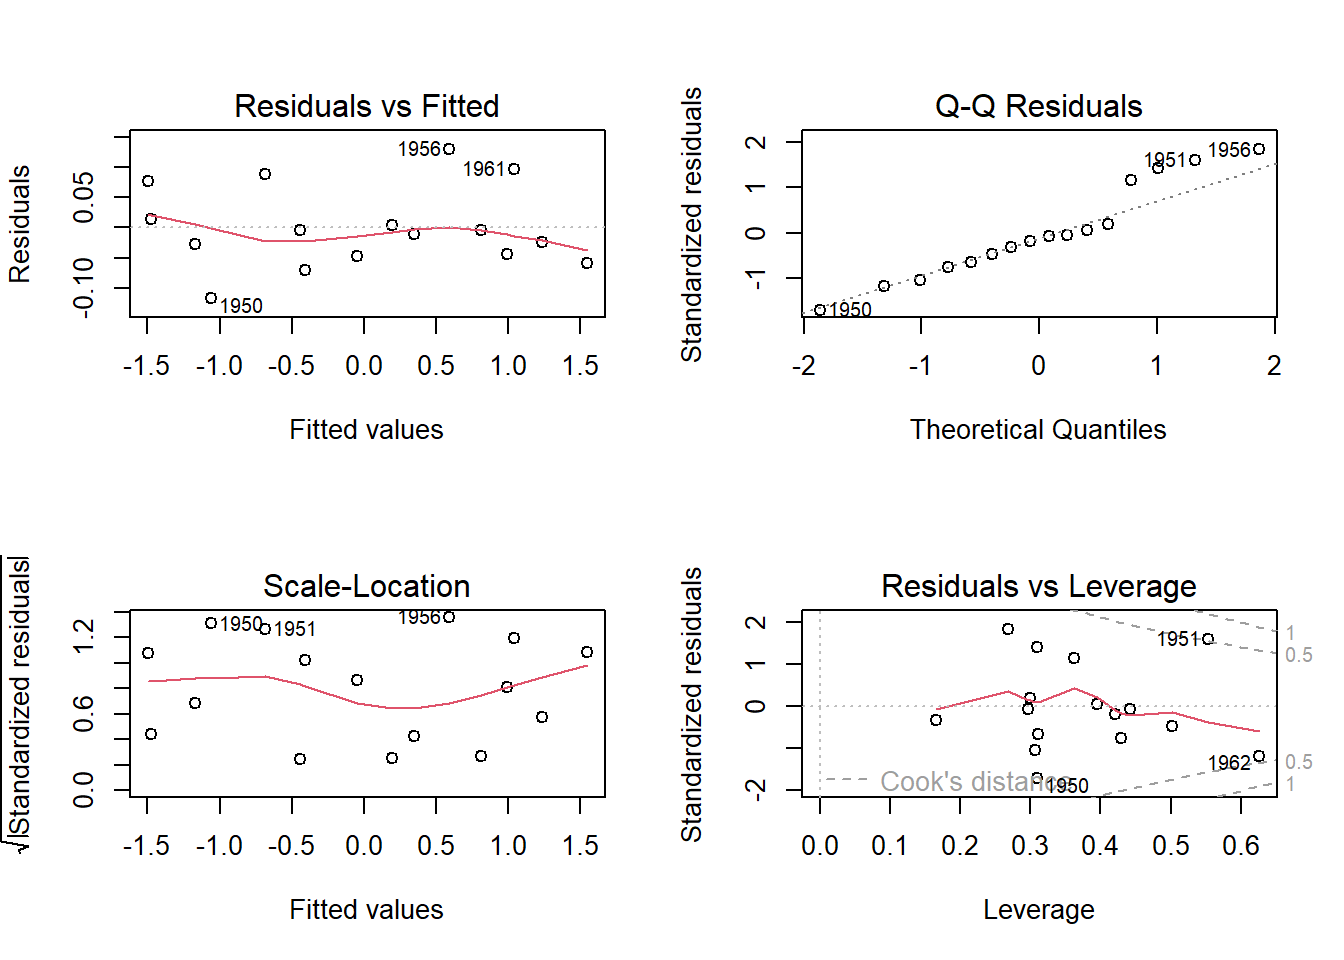 Residuals vs Fitted
Residuals
0.05
-0.10
1956
1961
1950
-1.5 -1.0 -0.5 0.0 0.5 1.0 1.5
Fitted values
Q-Q Residuals
Standardized residuals
2
1
0
-1
1951 1956
1950
-2 -1 0 1 2
Theoretical Quantiles
Scale-Location
√|Standardized residuals|
1.2
0.6
0.0
1950 1951 1956
-1.5 -1.0 -0.5 0.0 0.5 1.0 1.5
Fitted values
Residuals vs Leverage
Standardized residuals
2
1
0
-2
1951
1962
1950
Cook's distance
1
0.5
0.5
1
0.0 0.1 0.2 0.3 0.4 0.5 0.6
Leverage